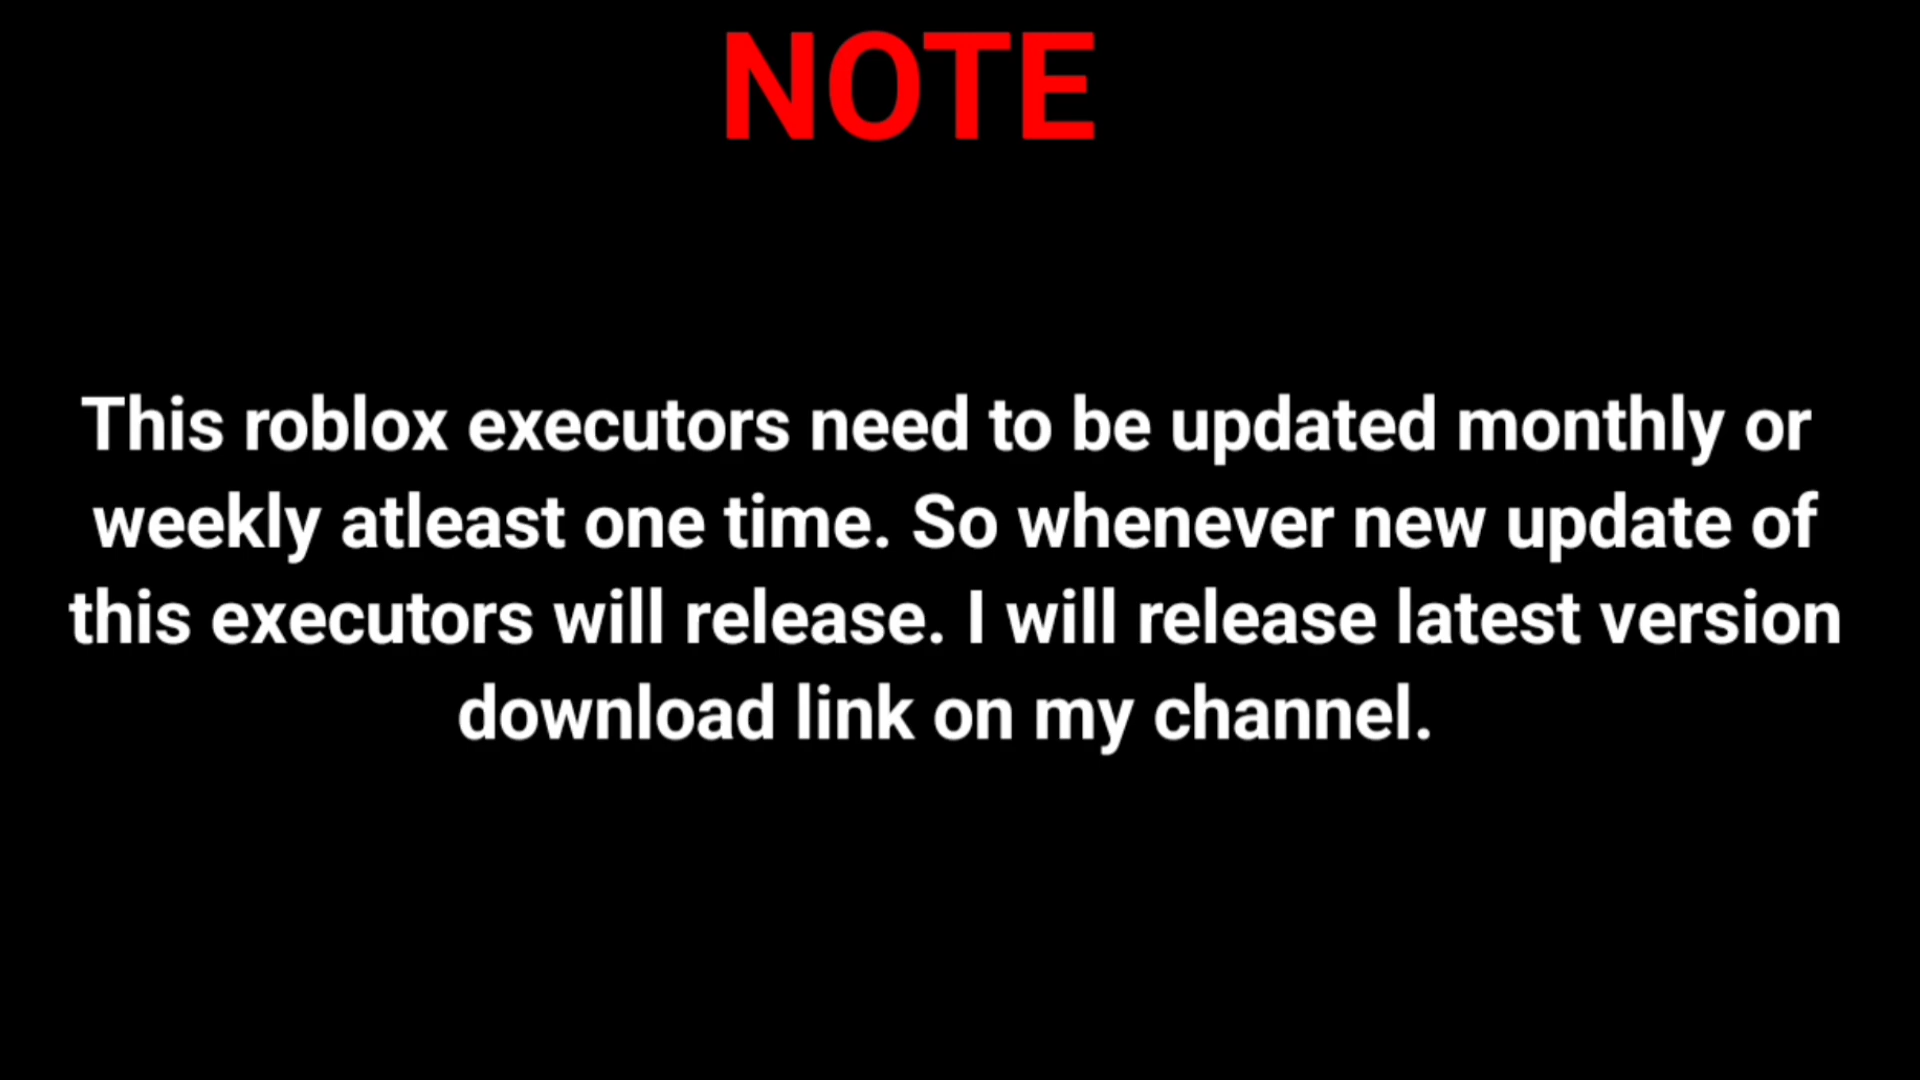 NOTE
This roblox executors need to be updated monthly or
weekly atleast one time. So whenever new update of
this executors will release. I will release latest version
download link on my channel.